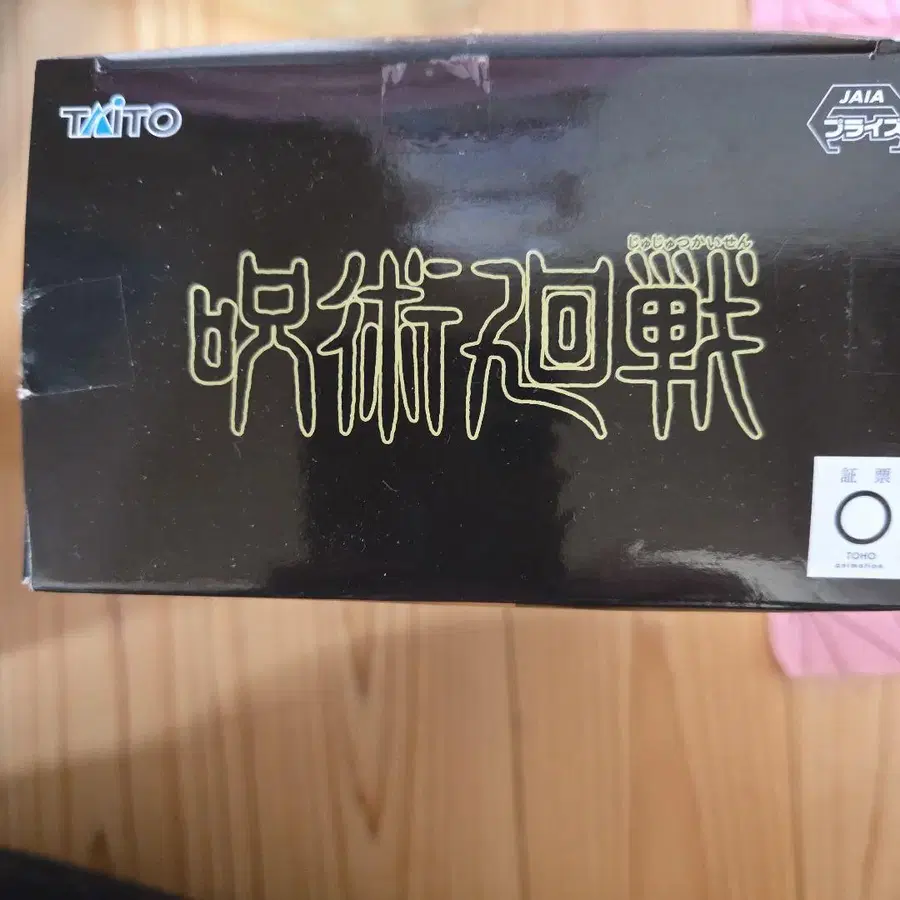 TAiTO
JAIA
プライズ
じゅじゅつかいせん
呪術廻戦
証 票
TOHO
animation